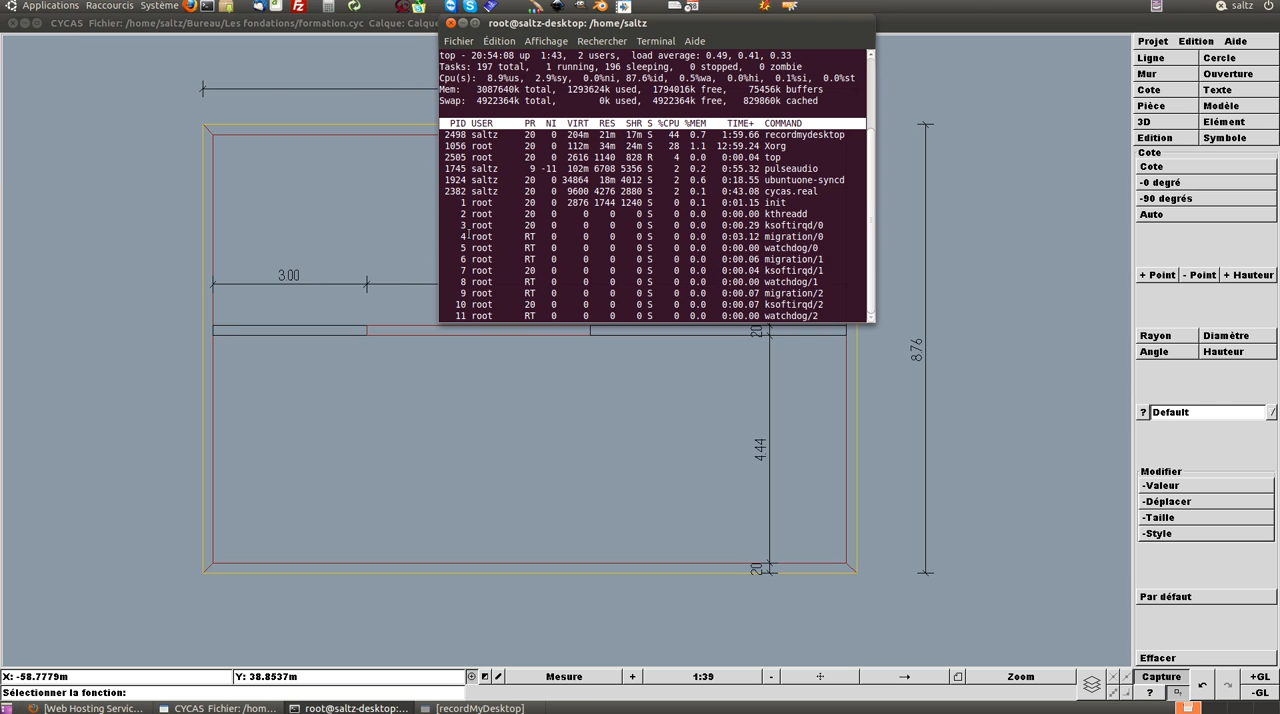 Applications Raccourcis Système
saltz
CYCAS Fichier: /home/saltz/Bureau/Les fondations/formation.cyc Calque: Calqu
root@saltz-desktop: /home/saltz
Fichier Édition Affichage Rechercher Terminal Aide
top - 20:54:08 up 1:43, 2 users, load average: 0.49, 0.41, 0.33
Tasks: 197 total, 1 running, 196 sleeping, 0 stopped, 0 zombie
Cpu(s): 8.9%us, 2.9%sy, 0.0%ni, 87.6%id, 0.5%wa, 0.0%hi, 0.1%si, 0.0%st
Mem: 3087640k total, 1293624k used, 1794016k free, 75456k buffers
Swap: 4922364k total, 0k used, 4922364k free, 829860k cached
PID USER PR NI VIRT RES SHR S %CPU %MEM TIME+ COMMAND
2498 saltz 20 0 204m 21m 17m S 44 0.7 1:59.66 recordmydesktop
1056 root 20 0 112m 34m 24m S 28 1.1 12:59.24 Xorg
2505 root 20 0 2616 1140 828 R 4 0.0 0:00.04 top
1745 saltz 9 -11 102m 6708 5356 S 2 0.2 0:55.32 pulseaudio
1924 saltz 20 0 34864 18m 4012 S 2 0.6 0:18.55 ubuntuone-syncd
2382 saltz 20 0 9600 4276 2880 S 2 0.1 0:43.08 cycas.real
1 root 20 0 2876 1744 1240 S 0 0.1 0:01.15 init
2 root 20 0 0 0 0 S 0 0.0 0:00.00 kthreadd
3 root 20 0 0 0 0 S 0 0.0 0:00.29 ksoftirqd/0
4 root RT 0 0 0 0 S 0 0.0 0:03.12 migration/0
5 root RT 0 0 0 0 S 0 0.0 0:00.00 watchdog/0
6 root RT 0 0 0 0 S 0 0.0 0:00.06 migration/1
7 root 20 0 0 0 0 S 0 0.0 0:00.04 ksoftirqd/1
8 root RT 0 0 0 0 S 0 0.0 0:00.00 watchdog/1
9 root RT 0 0 0 0 S 0 0.0 0:00.07 migration/2
10 root 20 0 0 0 0 S 0 0.0 0:00.07 ksoftirqd/2
11 root RT 0 0 0 0 S 0 0.0 0:00.00 watchdog/2
3.00
20
4.44
20
8.76
Projet Edition Aide
Ligne Cercle
Mur Ouverture
Cote Texte
Pièce Modèle
3D Elément
Edition Symbole
Cote
Cote
-0 degré
-90 degrés
Auto
+ Point - Point + Hauteur
Rayon Diamètre
Angle Hauteur
? Default /
Modifier
-Valeur
-Déplacer
-Taille
-Style
Par défaut
Effacer
X: -58.7779m Y: 38.8537m Mesure + 1:39 - Zoom Capture +GL
Sélectionner la fonction: ? -GL
[Web Hosting Servic... CYCAS Fichier: /hom... root@saltz-desktop:... [recordMyDesktop]